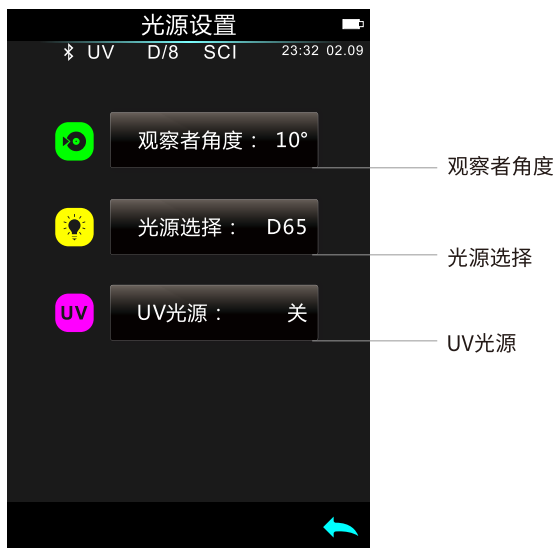 光源设置
UV D/8 SCI 23:32 02.09
观察者角度： 10°
观察者角度
光源选择： D65
光源选择
UV UV光源： 关
UV光源